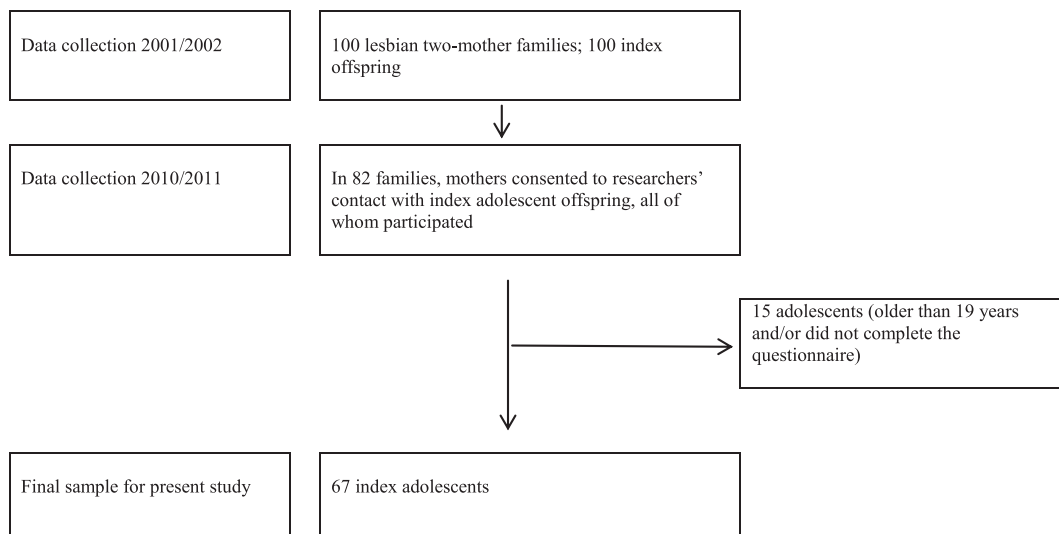 Data collection 2001/2002
100 lesbian two-mother families; 100 index
offspring
Data collection 2010/2011
In 82 families, mothers consented to researchers’
contact with index adolescent offspring, all of
whom participated
15 adolescents (older than 19 years
and/or did not complete the
questionnaire)
Final sample for present study
67 index adolescents